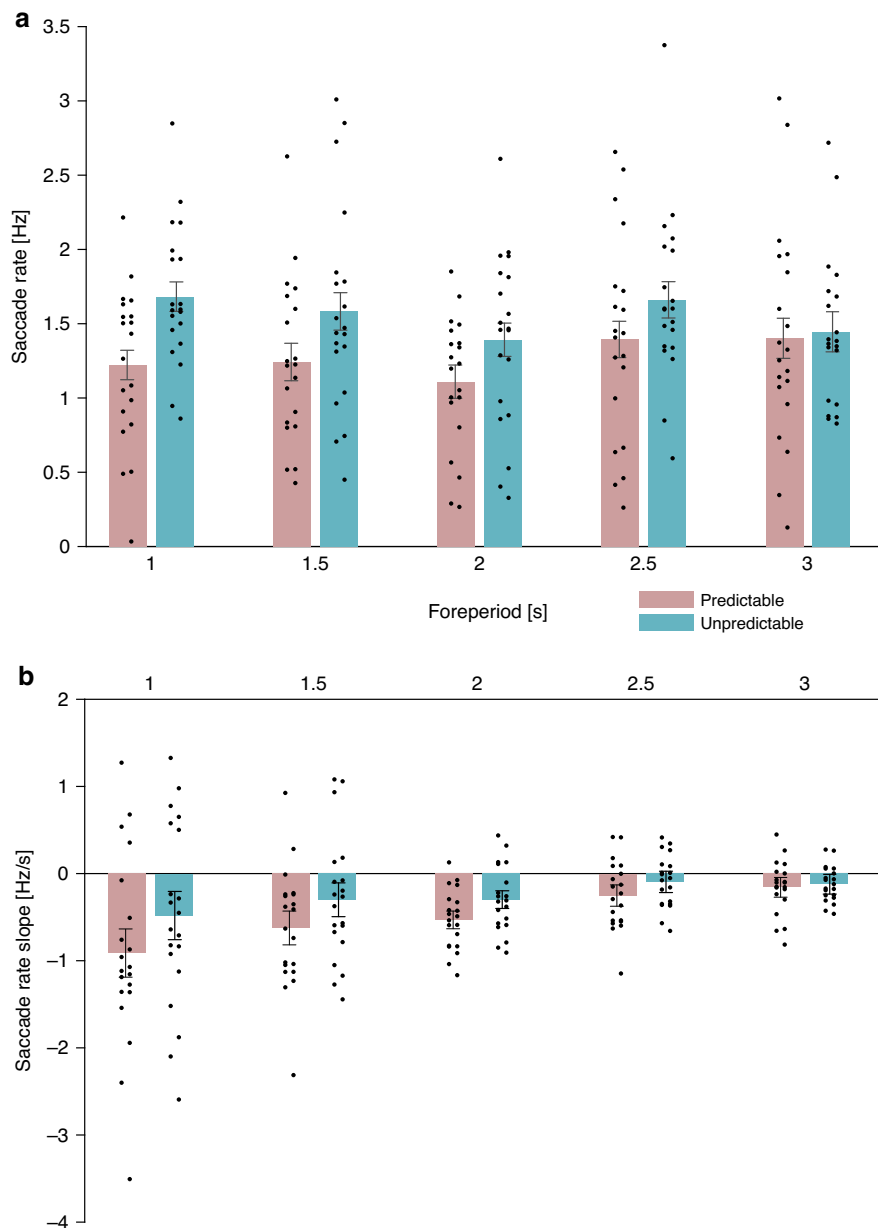 a
3.5
3
2.5
2
1.5
1
0.5
0
Saccade rate [Hz]
1 1.5 2 2.5 3
Foreperiod [s]
Predictable
Unpredictable
b
1 1.5 2 2.5 3
2
1
0
–1
–2
–3
–4
Saccade rate slope [Hz/s]